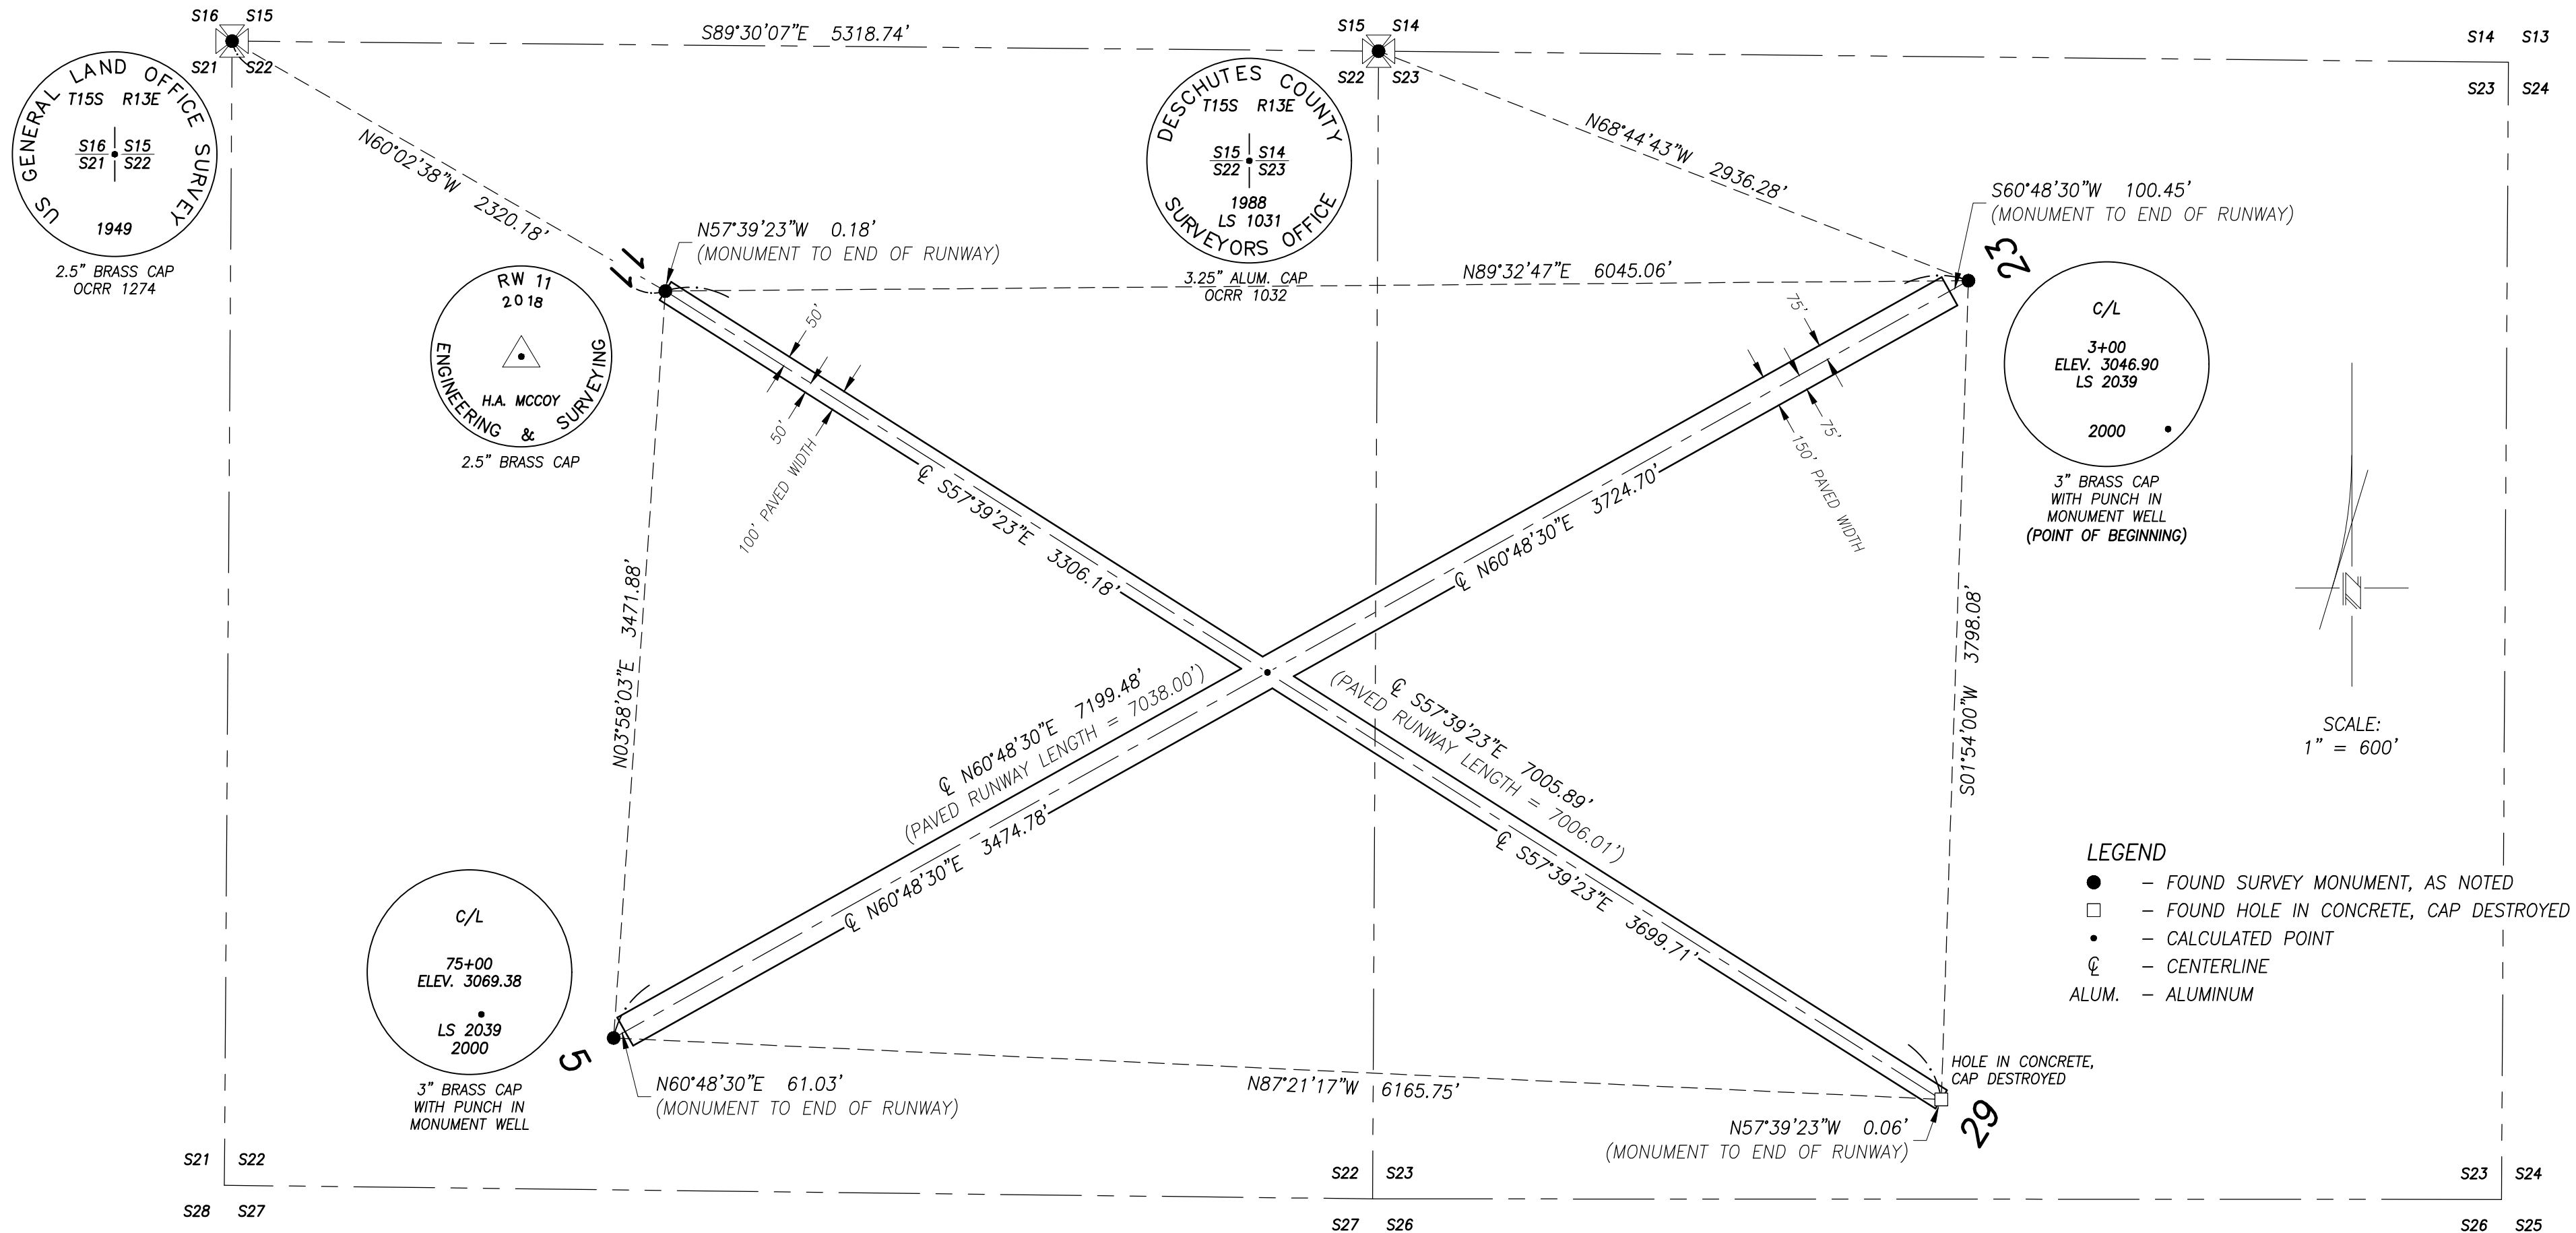 S16 S15
S21 S22
S89°30'07"E 5318.74'
S15 S14
S22 S23
S14 S13
S23 S24
US GENERAL LAND OFFICE SURVEY
T15S R13E
S16 S15
S21 S22
1949
2.5" BRASS CAP
OCRR 1274
N60°02'38"W 2320.18'
DESCHUTES COUNTY
T15S R13E
S15 S14
S22 S23
1988
LS 1031
SURVEYORS OFFICE
3.25" ALUM. CAP
OCRR 1032
N68°44'43"W 2936.28'
S60°48'30"W 100.45'
(MONUMENT TO END OF RUNWAY)
23
N57°39'23"W 0.18'
(MONUMENT TO END OF RUNWAY)
11
N89°32'47"E 6045.06'
RW 11
2018
H.A. MCCOY
ENGINEERING & SURVEYING
2.5" BRASS CAP
50'
50'
100' PAVED WIDTH
75'
75'
150' PAVED WIDTH
C/L
3+00
ELEV. 3046.90
LS 2039
2000
3" BRASS CAP
WITH PUNCH IN
MONUMENT WELL
(POINT OF BEGINNING)
℄ S57°39'23"E 3306.18'
℄ N60°48'30"E 3724.70'
N03°58'03"E 3471.88'
S01°54'00"W 3798.08'
℄ N60°48'30"E 7199.48'
(PAVED RUNWAY LENGTH = 7038.00')
℄ N60°48'30"E 3474.78'
℄ S57°39'23"E 7005.89'
(PAVED RUNWAY LENGTH = 7006.01')
℄ S57°39'23"E 3699.71'
N
SCALE:
1" = 600'
LEGEND
– FOUND SURVEY MONUMENT, AS NOTED
– FOUND HOLE IN CONCRETE, CAP DESTROYED
– CALCULATED POINT
℄ – CENTERLINE
ALUM. – ALUMINUM
C/L
75+00
ELEV. 3069.38
LS 2039
2000
3" BRASS CAP
WITH PUNCH IN
MONUMENT WELL
5
N60°48'30"E 61.03'
(MONUMENT TO END OF RUNWAY)
N87°21'17"W 6165.75'
HOLE IN CONCRETE,
CAP DESTROYED
29
N57°39'23"W 0.06'
(MONUMENT TO END OF RUNWAY)
S21 S22
S28 S27
S22 S23
S27 S26
S23 S24
S26 S25